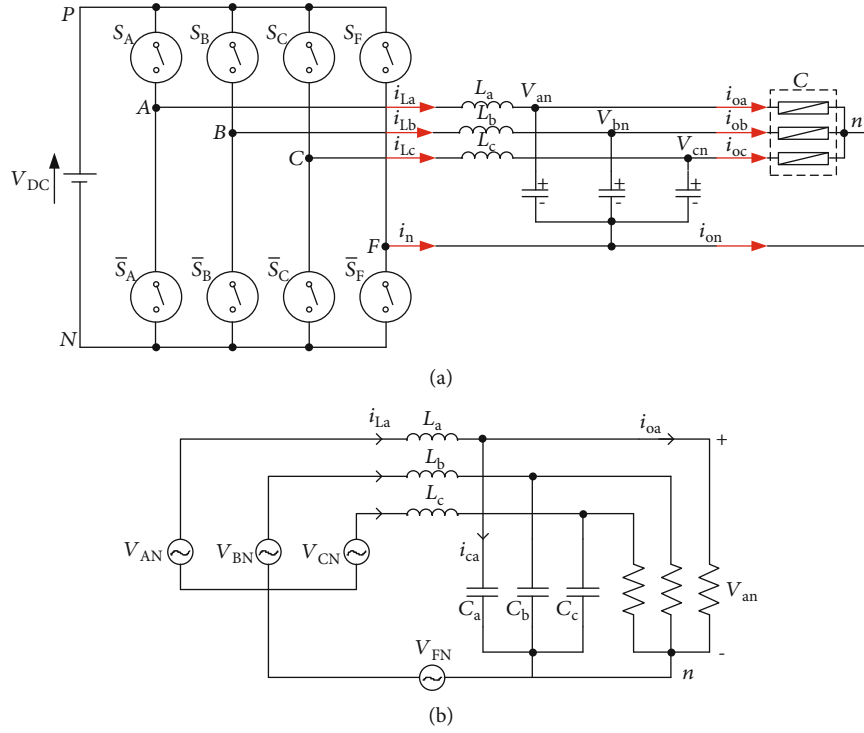 P
S_A S_B S_C S_F
A
B
C
V_DC
i_La L_a
i_Lb L_b
i_Lc L_c
V_an
V_bn
V_cn
+ + +
- - -
i_oa
i_ob
i_oc
C
n
F i_n i_on
S̅_A S̅_B S̅_C S̅_F
N
(a)
i_La L_a i_oa +
L_b
L_c
V_AN V_BN V_CN i_ca
C_a C_b C_c V_an
V_FN n -
(b)